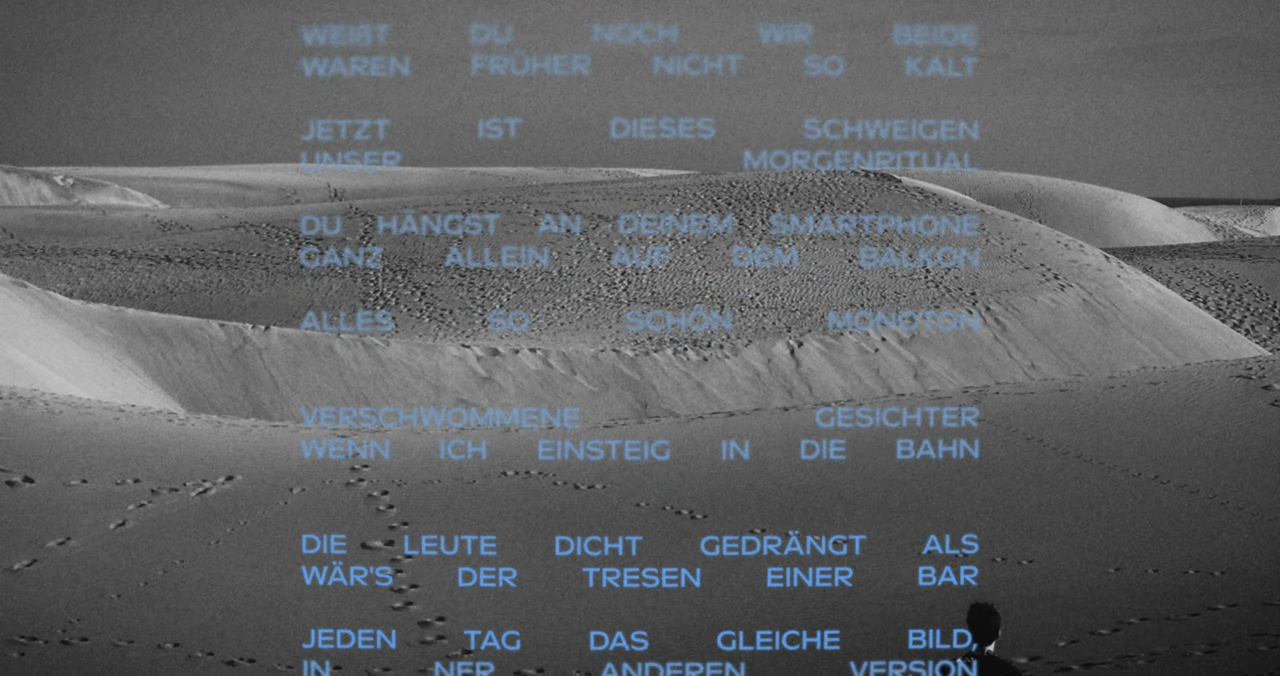 WEIßT DU NOCH WIR BEIDE
WAREN FRÜHER NICHT SO KALT
JETZT IST DIESES SCHWEIGEN
UNSER MORGENRITUAL
DU HÄNGST AN DEINEM SMARTPHONE
GANZ ALLEIN AUF DEM BALKON
ALLES SO SCHÖN MONOTON
VERSCHWOMMENE GESICHTER
WENN ICH EINSTEIG IN DIE BAHN
DIE LEUTE DICHT GEDRÄNGT ALS
WÄR'S DER TRESEN EINER BAR
JEDEN TAG DAS GLEICHE BILD,
IN NER ANDEREN VERSION